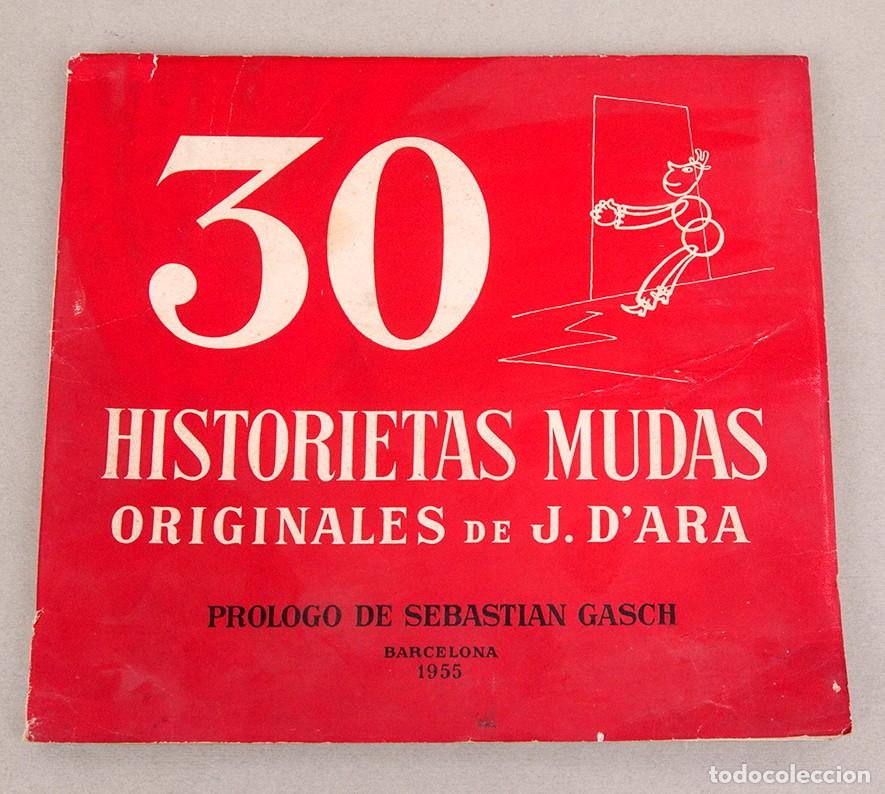 30
HISTORIETAS MUDAS
ORIGINALES DE J. D'ARA
PROLOGO DE SEBASTIAN GASCH
BARCELONA
1955
todocoleccion